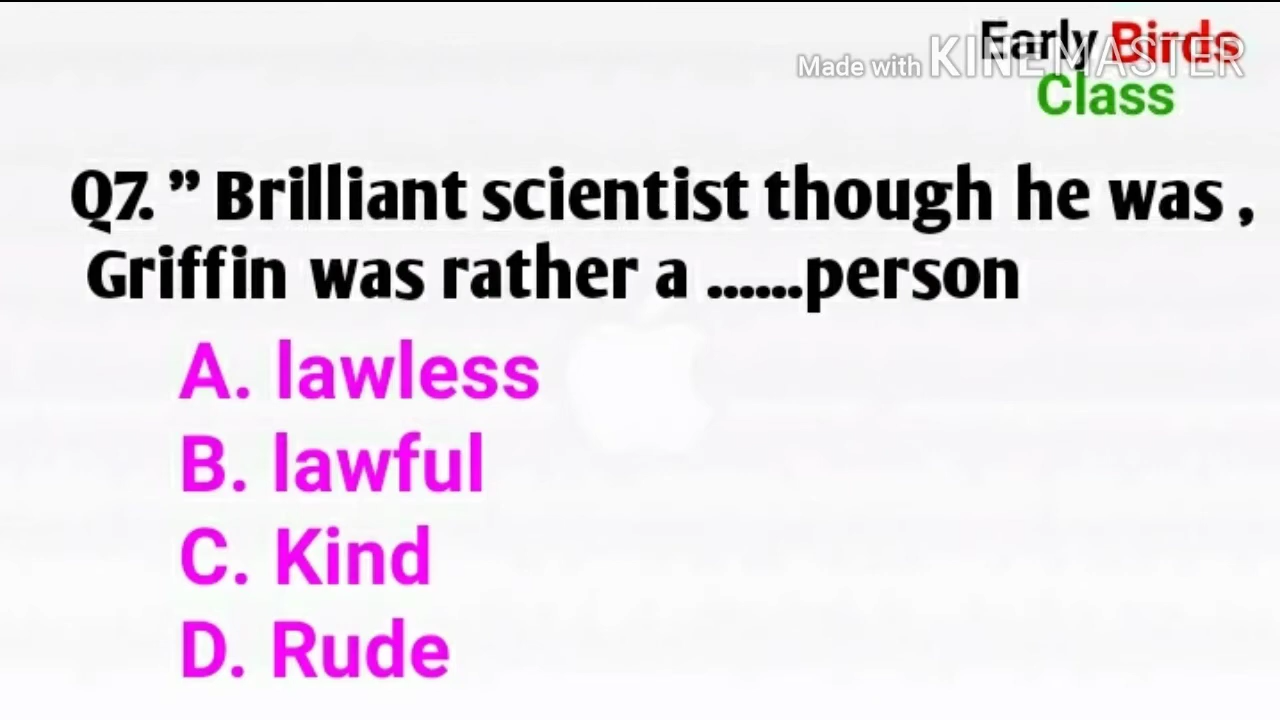 Early Birds
Made with KINEMASTER
Class
Q7. ” Brilliant scientist though he was ,
Griffin was rather a ......person
A. lawless
B. lawful
C. Kind
D. Rude